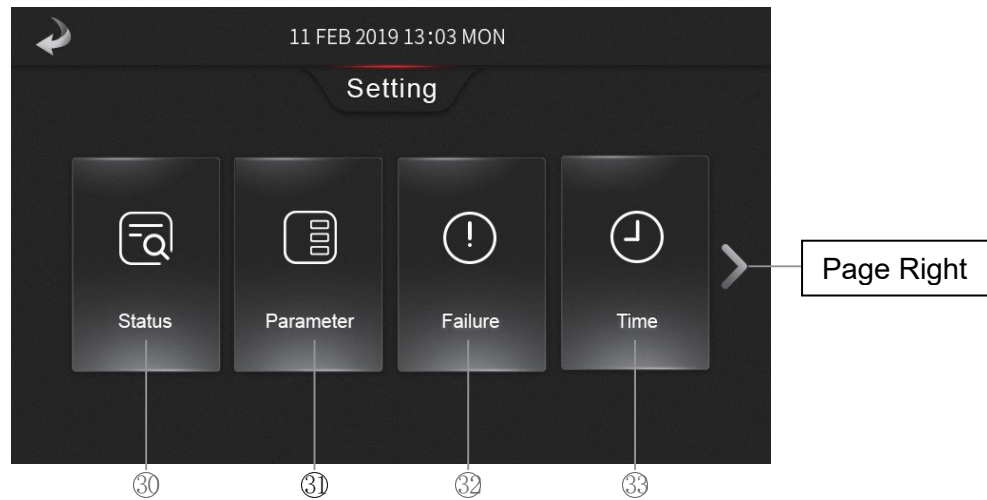 11 FEB 2019 13:03 MON
Setting
Status Parameter Failure Time
Page Right
㉚ ㉛ ㉜ ㉝